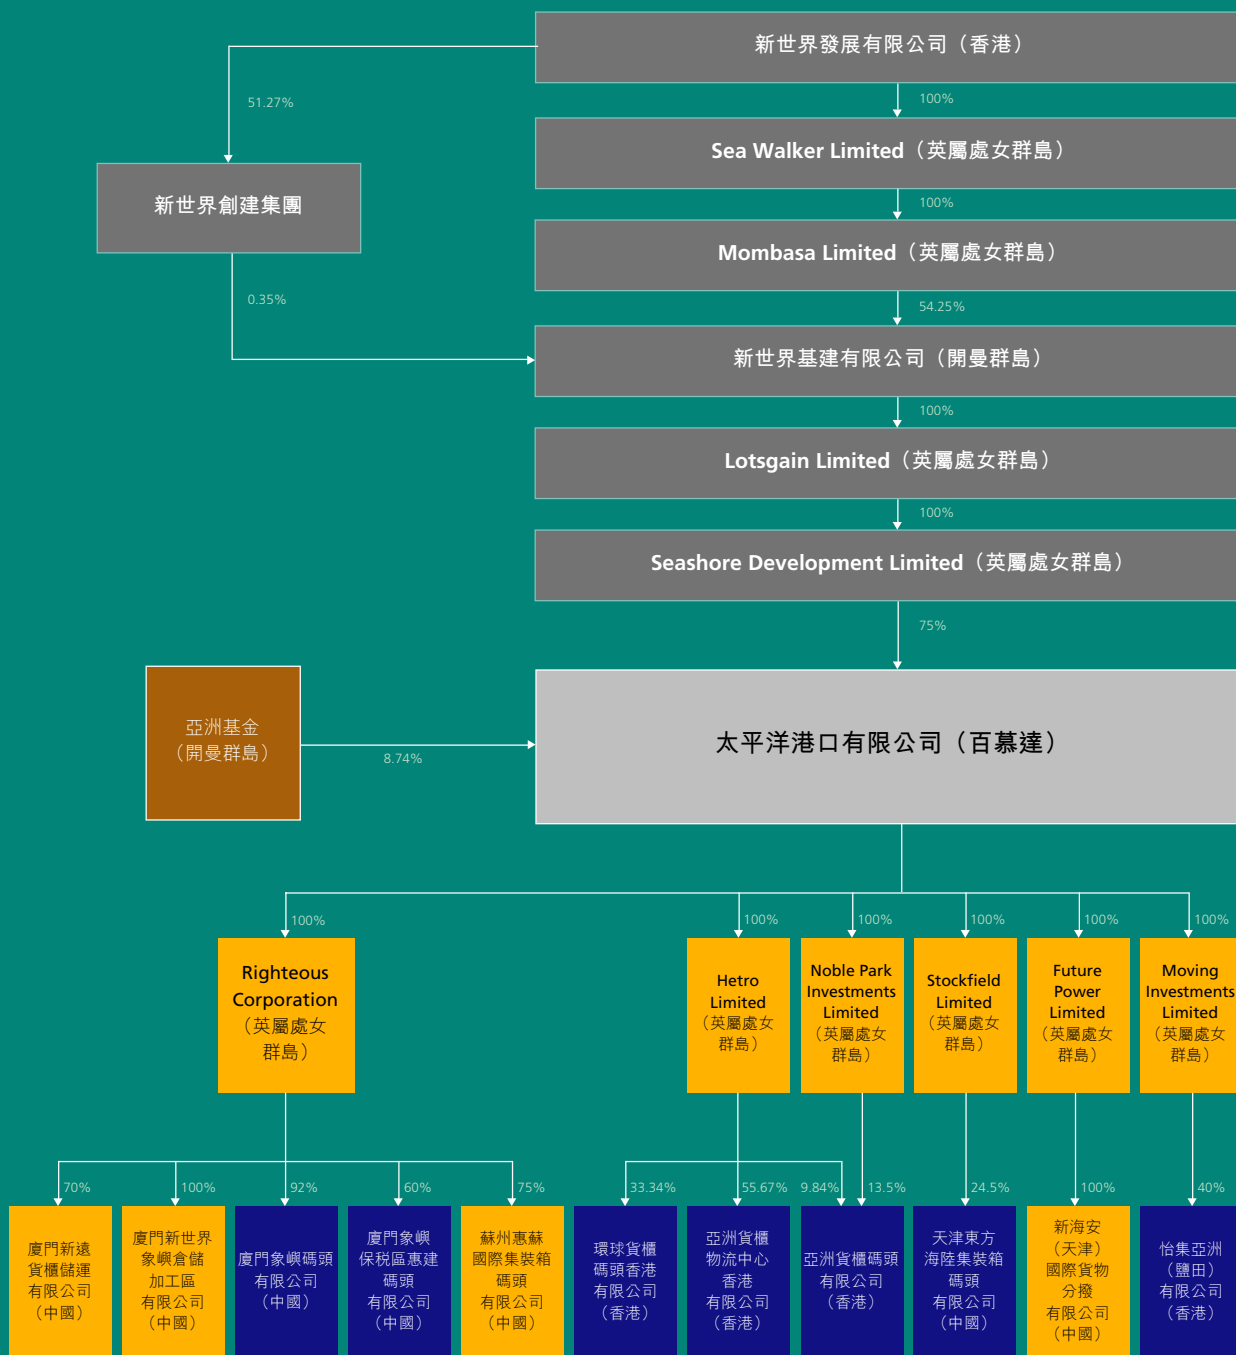 新世界發展有限公司（香港）
51.27%
100%
Sea Walker Limited（英屬處女群島）
新世界創建集團
100%
Mombasa Limited（英屬處女群島）
0.35%
54.25%
新世界基建有限公司（開曼群島）
100%
Lotsgain Limited（英屬處女群島）
100%
Seashore Development Limited（英屬處女群島）
75%
亞洲基金
（開曼群島）
8.74%
太平洋港口有限公司（百慕達）
100%
100%
100%
100%
100%
100%
Righteous
Corporation
（英屬處女
群島）
Hetro
Limited
（英屬處女
群島）
Noble Park
Investments
Limited
（英屬處女
群島）
Stockfield
Limited
（英屬處女
群島）
Future
Power
Limited
（英屬處女
群島）
Moving
Investments
Limited
（英屬處女
群島）
70%
100%
92%
60%
75%
33.34%
55.67%
9.84%
13.5%
24.5%
100%
40%
廈門新遠
貨櫃儲運
有限公司
（中國）
廈門新世界
象嶼倉儲
加工區
有限公司
（中國）
廈門象嶼碼頭
有限公司
（中國）
廈門象嶼
保税區惠建
碼頭
有限公司
（中國）
蘇州惠蘇
國際集裝箱
碼頭
有限公司
（中國）
環球貨櫃
碼頭香港
有限公司
（香港）
亞洲貨櫃
物流中心
香港
有限公司
（香港）
亞洲貨櫃碼頭
有限公司
（香港）
天津東方
海陸集裝箱
碼頭
有限公司
（中國）
新海安
（天津）
國際貨物
分撥
有限公司
（中國）
怡集亞洲
（鹽田）
有限公司
（香港）